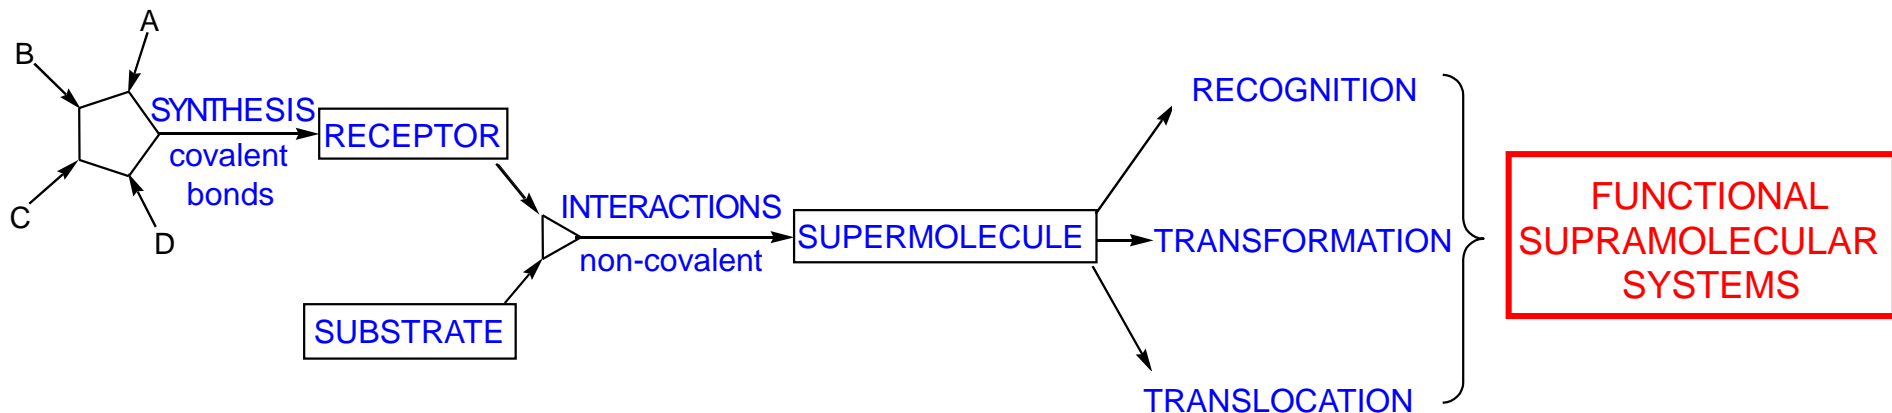 A
B
C
D
SYNTHESIS
covalent
bonds
RECEPTOR
SUBSTRATE
INTERACTIONS
non-covalent
SUPERMOLECULE
RECOGNITION
TRANSFORMATION
TRANSLOCATION
FUNCTIONAL
SUPRAMOLECULAR
SYSTEMS